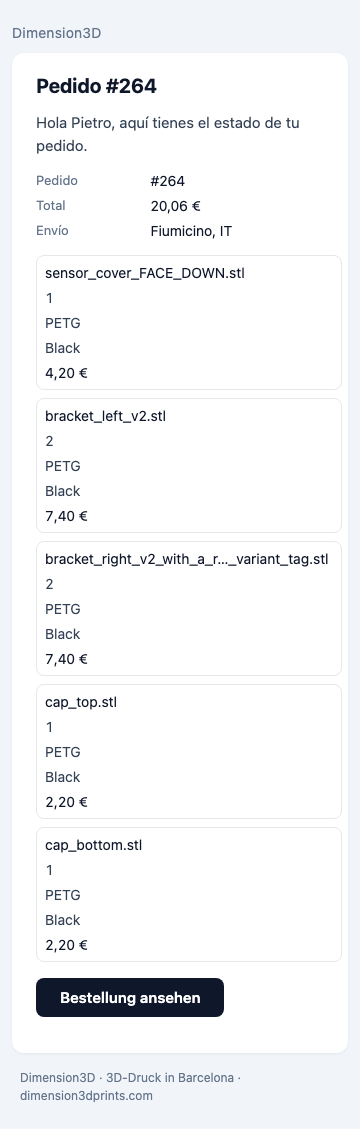 Dimension3D
Pedido #264
Hola Pietro, aquí tienes el estado de tu
pedido.
Pedido #264
Total 20,06 €
Envío Fiumicino, IT
sensor_cover_FACE_DOWN.stl
1
PETG
Black
4,20 €
bracket_left_v2.stl
2
PETG
Black
7,40 €
bracket_right_v2_with_a_r..._variant_tag.stl
2
PETG
Black
7,40 €
cap_top.stl
1
PETG
Black
2,20 €
cap_bottom.stl
1
PETG
Black
2,20 €
Bestellung ansehen
Dimension3D · 3D-Druck in Barcelona ·
dimension3dprints.com